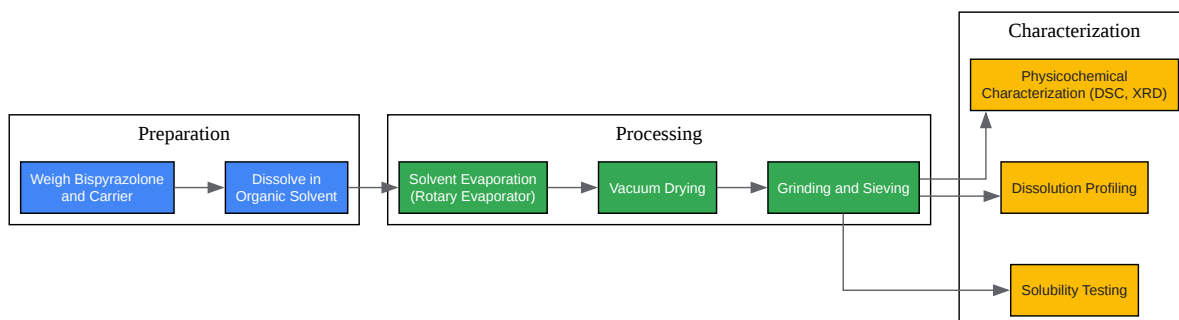 Preparation
Weigh Bispyrazolone
and Carrier
Dissolve in
Organic Solvent
Processing
Solvent Evaporation
(Rotary Evaporator)
Vacuum Drying
Grinding and Sieving
Characterization
Physicochemical
Characterization (DSC, XRD)
Dissolution Profiling
Solubility Testing